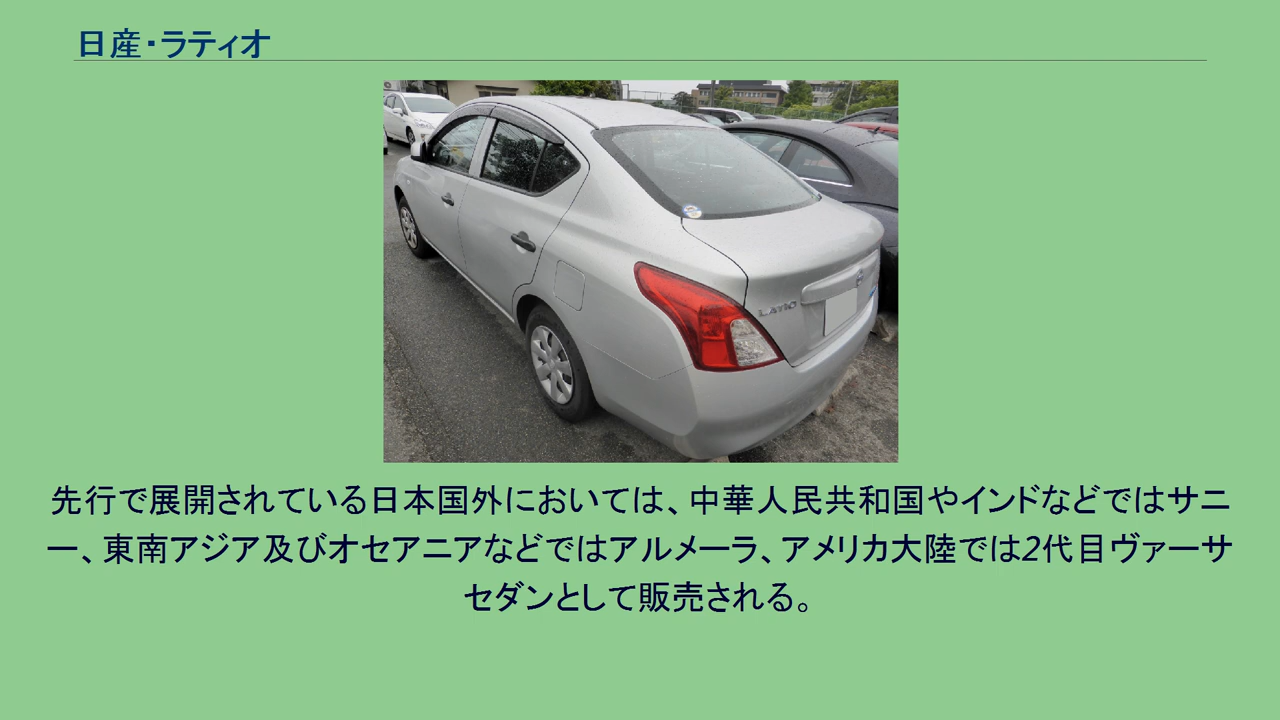 日産・ラティオ
LATIO
先行で展開されている日本国外においては、中華人民共和国やインドなどではサニ
ー、東南アジア及びオセアニアなどではアルメーラ、アメリカ大陸では2代目ヴァーサ
セダンとして販売される。